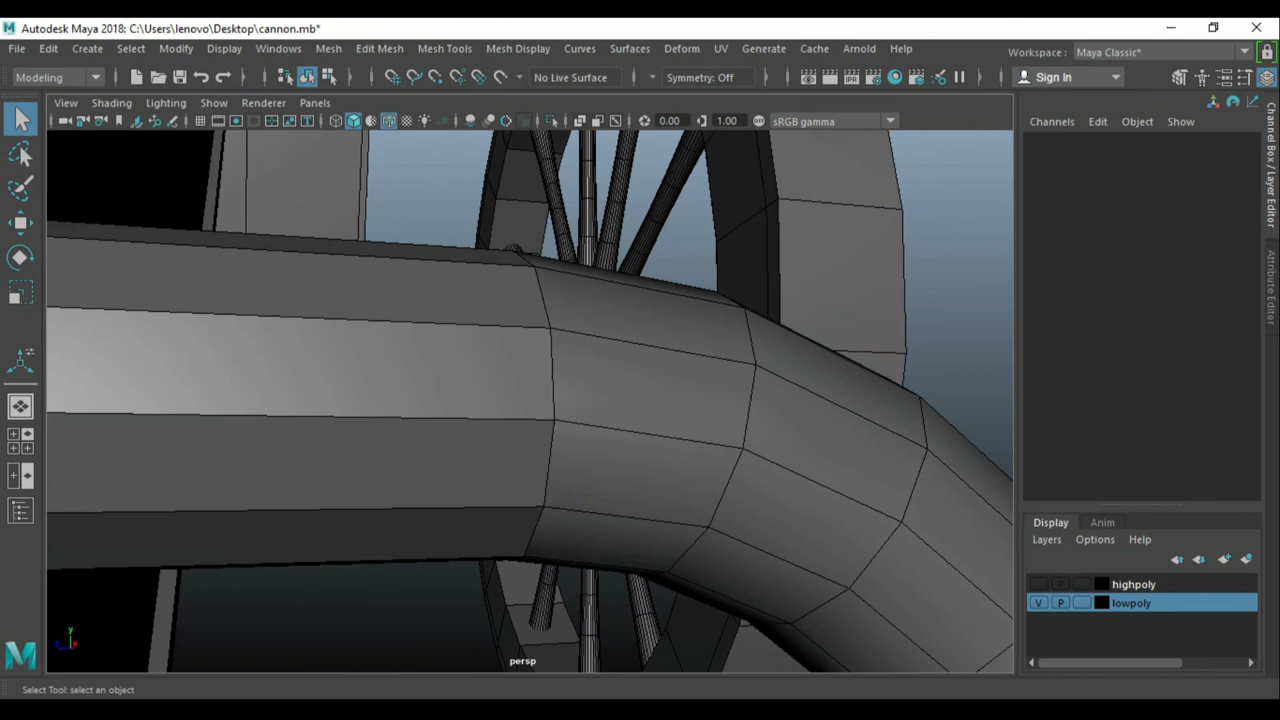 Autodesk Maya 2018: C:\Users\lenovo\Desktop\cannon.mb*
File Edit Create Select Modify Display Windows Mesh Edit Mesh Mesh Tools Mesh Display Curves Surfaces Deform UV Generate Cache Arnold Help Workspace : Maya Classic*
Modeling No Live Surface Symmetry: Off IPR Sign In
View Shading Lighting Show Renderer Panels
0.00 1.00 sRGB gamma
Channels Edit Object Show
Channel Box / Layer Editor
Attribute Editor
persp
Display Anim
Layers Options Help
P highpoly
V P lowpoly
Select Tool: select an object